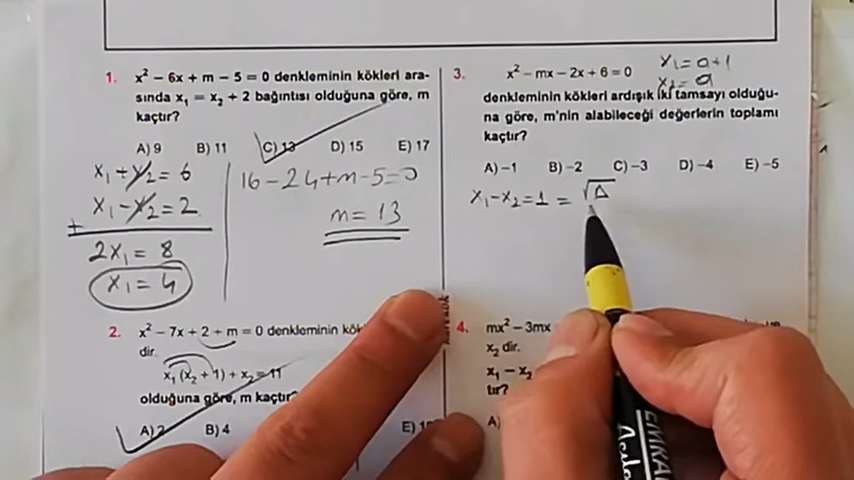 1. x² − 6x + m − 5 = 0 denkleminin kökleri ara-
sında x₁ = x₂ + 2 bağıntısı olduğuna göre, m
kaçtır?
A) 9 B) 11 C) 13 D) 15 E) 17
x₁ + x₂ = 6
x₁ − x₂ = 2
+
2x₁ = 8
x₁ = 4
16 − 24 + m − 5 = 0
m = 13
2. x² − 7x + 2 + m = 0 denkleminin
dir.
x₁(x₂ + 1) + x₂ = 11
olduğuna göre, m kaçtır?
A) 2 B) 4 E)
3. x² − mx − 2x + 6 = 0
x₁ = a + 1
x₂ = a
denkleminin kökleri ardışık iki tamsayı olduğu-
na göre, m'nin alabileceği değerlerin toplamı
kaçtır?
A) −1 B) −2 C) −3 D) −4 E) −5
x₁ − x₂ = 1 = √Δ
4. mx² − 3mx
x₂ dir.
x₁ − x₂
tır?
A)
EMRA